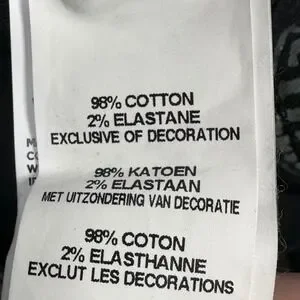 98% COTTON
2% ELASTANE
EXCLUSIVE OF DECORATION
98% KATOEN
2% ELASTAAN
MET UITZONDERING VAN DECORATIE
98% COTON
2% ELASTHANNE
EXCLUT LES DECORATIONS